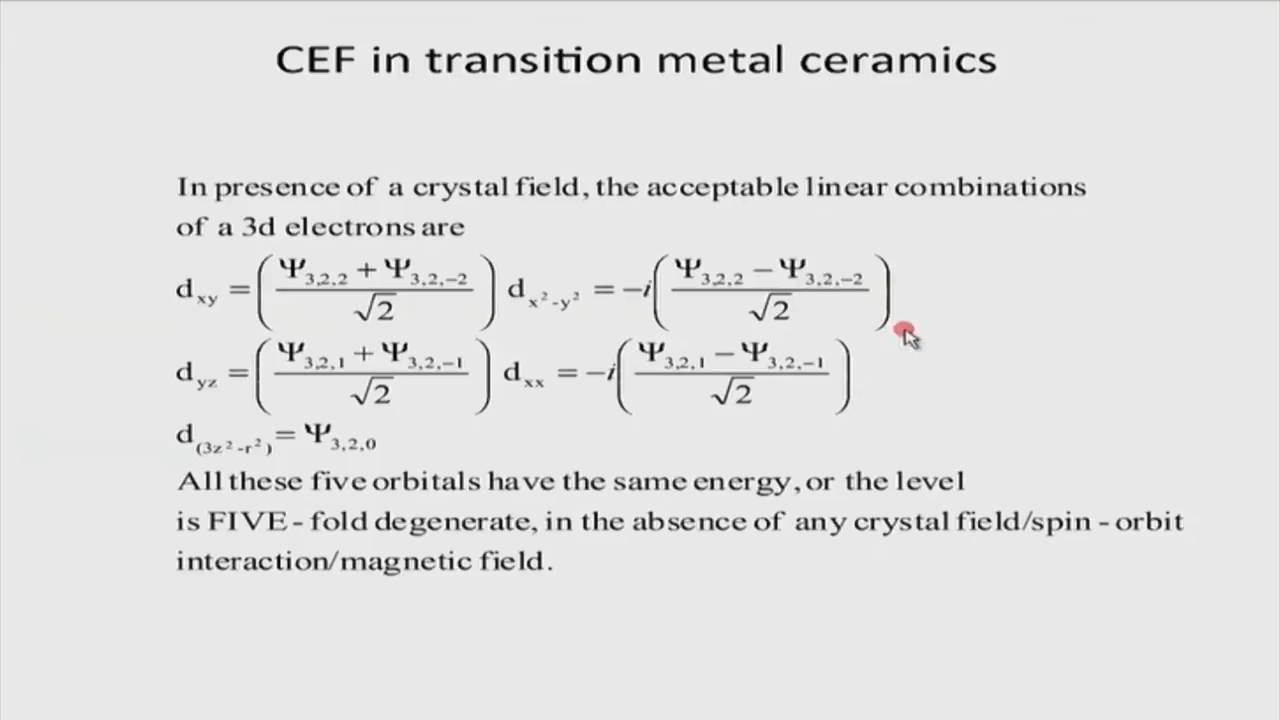 CEF in transition metal ceramics
In presence of a crystal field, the acceptable linear combinations
of a 3d electrons are
d_xy = ( (Ψ_3,2,2 + Ψ_3,2,−2) / √2 ) d_x²-y² = −i( (Ψ_3,2,2 − Ψ_3,2,−2) / √2 )
d_yz = ( (Ψ_3,2,1 + Ψ_3,2,−1) / √2 ) d_xx = −i( (Ψ_3,2,1 − Ψ_3,2,−1) / √2 )
d_(3z²-r²) = Ψ_3,2,0
All these five orbitals have the same energy, or the level
is FIVE - fold degenerate, in the absence of any crystal field/spin - orbit
interaction/magnetic field.